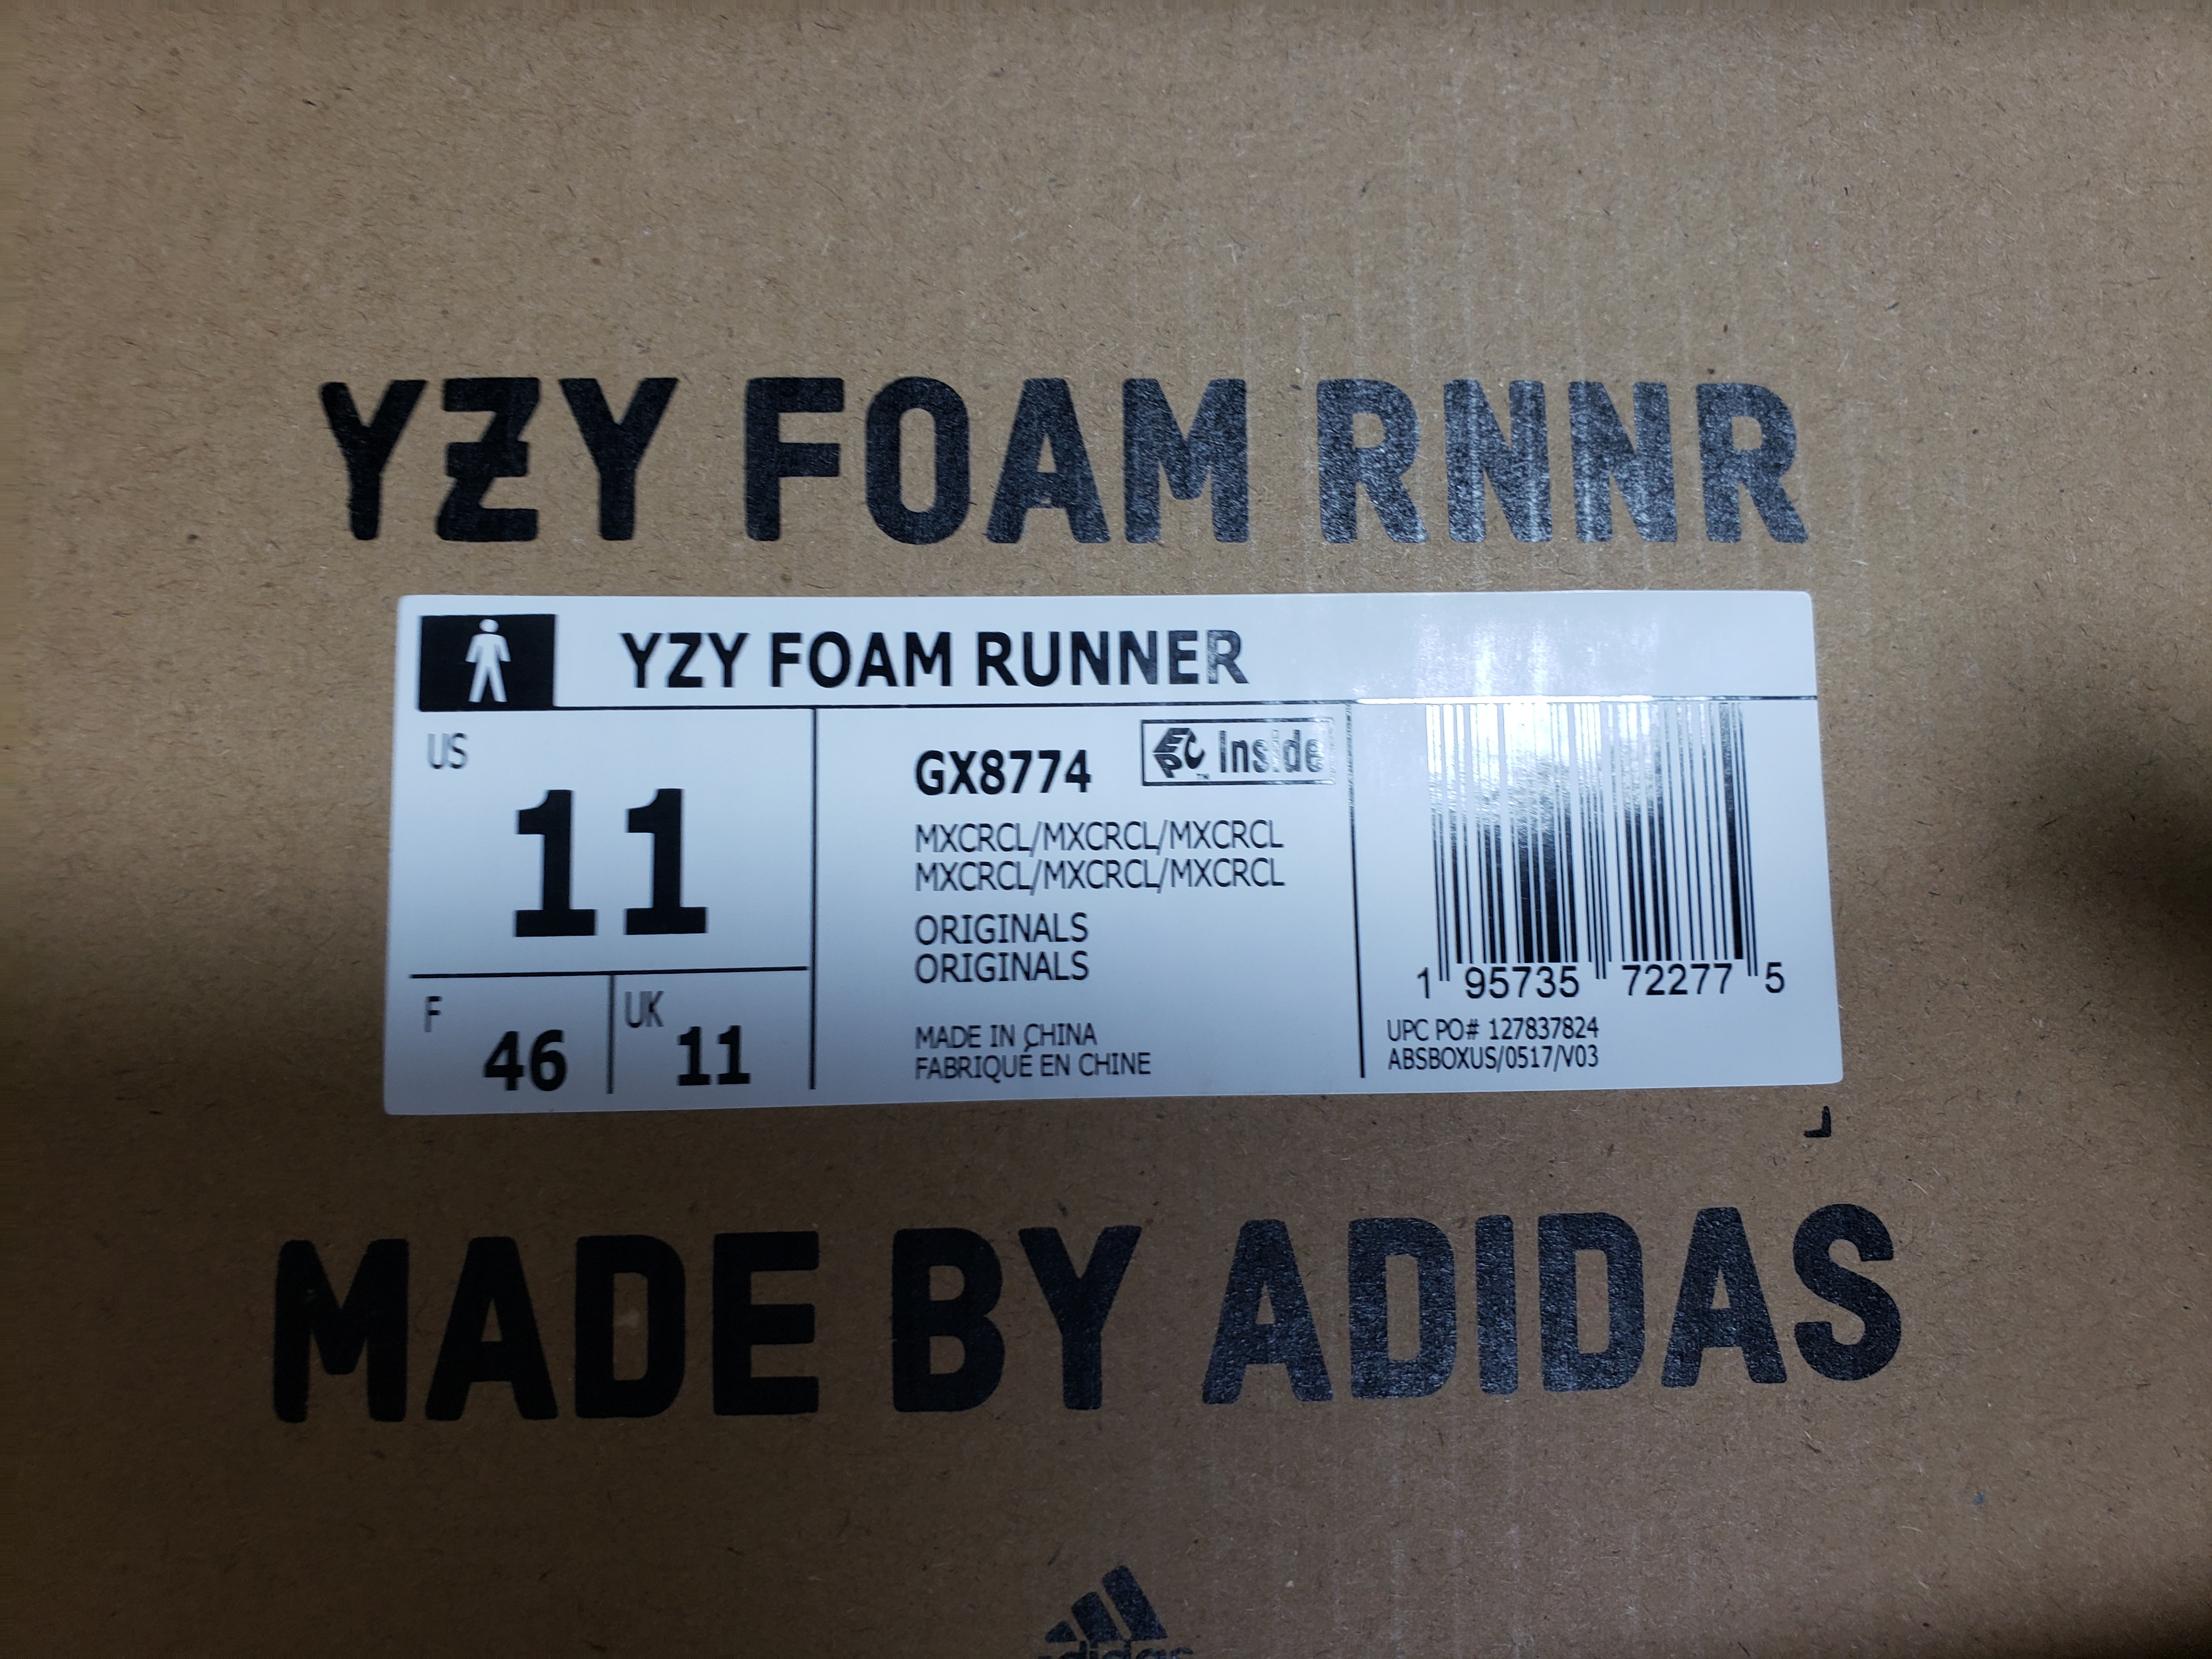 YZY FOAM RNNR
YZY FOAM RUNNER
US
11
F
46
UK
11
GX8774
EPC™ Inside
MXCRCL/MXCRCL/MXCRCL
MXCRCL/MXCRCL/MXCRCL
ORIGINALS
ORIGINALS
MADE IN CHINA
FABRIQUÉ EN CHINE
1 95735 72277 5
UPC PO# 127837824
ABSBOXUS/0517/V03
MADE BY ADIDAS
adidas